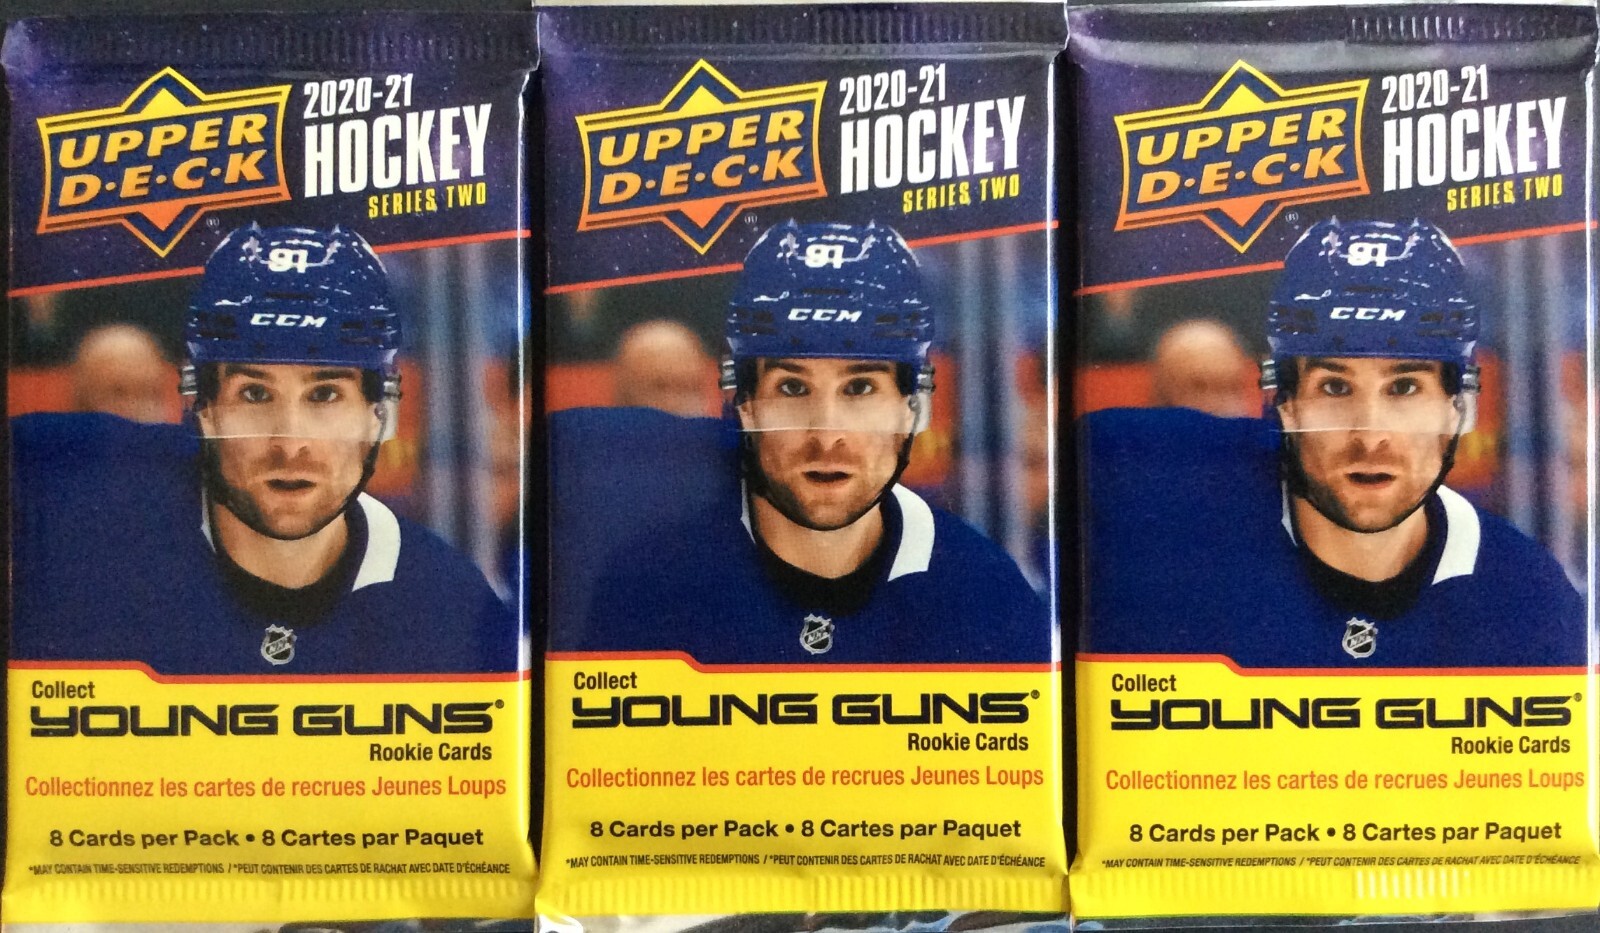 UPPER
D·E·C·K
2020-21
HOCKEY
SERIES TWO
91
CCM
NHL
Collect
YOUNG GUNS®
Rookie Cards
Collectionnez les cartes de recrues Jeunes Loups
8 Cards per Pack • 8 Cartes par Paquet
*MAY CONTAIN TIME-SENSITIVE REDEMPTIONS / *PEUT CONTENIR DES CARTES DE RACHAT AVEC DATE D'ÉCHÉANCE
UPPER
D·E·C·K
2020-21
HOCKEY
SERIES TWO
91
CCM
NHL
Collect
YOUNG GUNS®
Rookie Cards
Collectionnez les cartes de recrues Jeunes Loups
8 Cards per Pack • 8 Cartes par Paquet
*MAY CONTAIN TIME-SENSITIVE REDEMPTIONS / *PEUT CONTENIR DES CARTES DE RACHAT AVEC DATE D'ÉCHÉANCE
UPPER
D·E·C·K
2020-21
HOCKEY
SERIES TWO
91
CCM
NHL
Collect
YOUNG GUNS®
Rookie Cards
Collectionnez les cartes de recrues Jeunes Loups
8 Cards per Pack • 8 Cartes par Paquet
*MAY CONTAIN TIME-SENSITIVE REDEMPTIONS / *PEUT CONTENIR DES CARTES DE RACHAT AVEC DATE D'ÉCHÉANCE